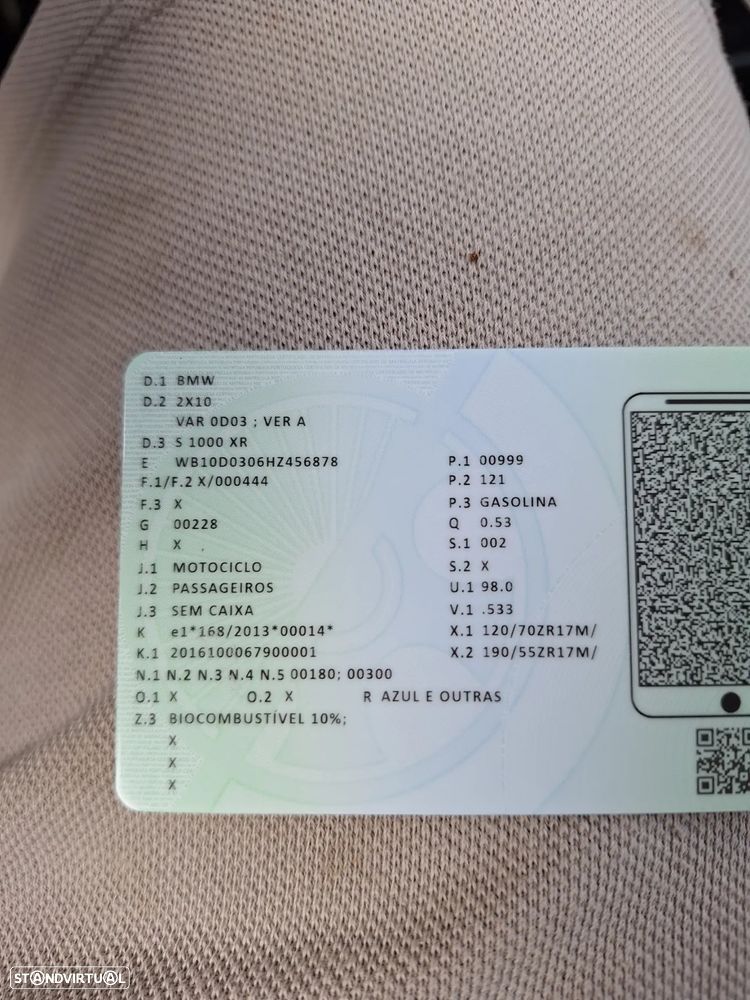 D.1 BMW
D.2 2X10
VAR 0D03 ; VER A
D.3 S 1000 XR
E WB10D0306HZ456878
F.1/F.2 X/000444
F.3 X
G 00228
H X
J.1 MOTOCICLO
J.2 PASSAGEIROS
J.3 SEM CAIXA
K e1*168/2013*00014*
K.1 2016100067900001
P.1 00999
P.2 121
P.3 GASOLINA
Q 0.53
S.1 002
S.2 X
U.1 98.0
V.1 .533
X.1 120/70ZR17M/
X.2 190/55ZR17M/
N.1 N.2 N.3 N.4 N.5 00180; 00300
O.1 X O.2 X R AZUL E OUTRAS
Z.3 BIOCOMBUSTÍVEL 10%;
X
X
X
STANDVIRTUAL